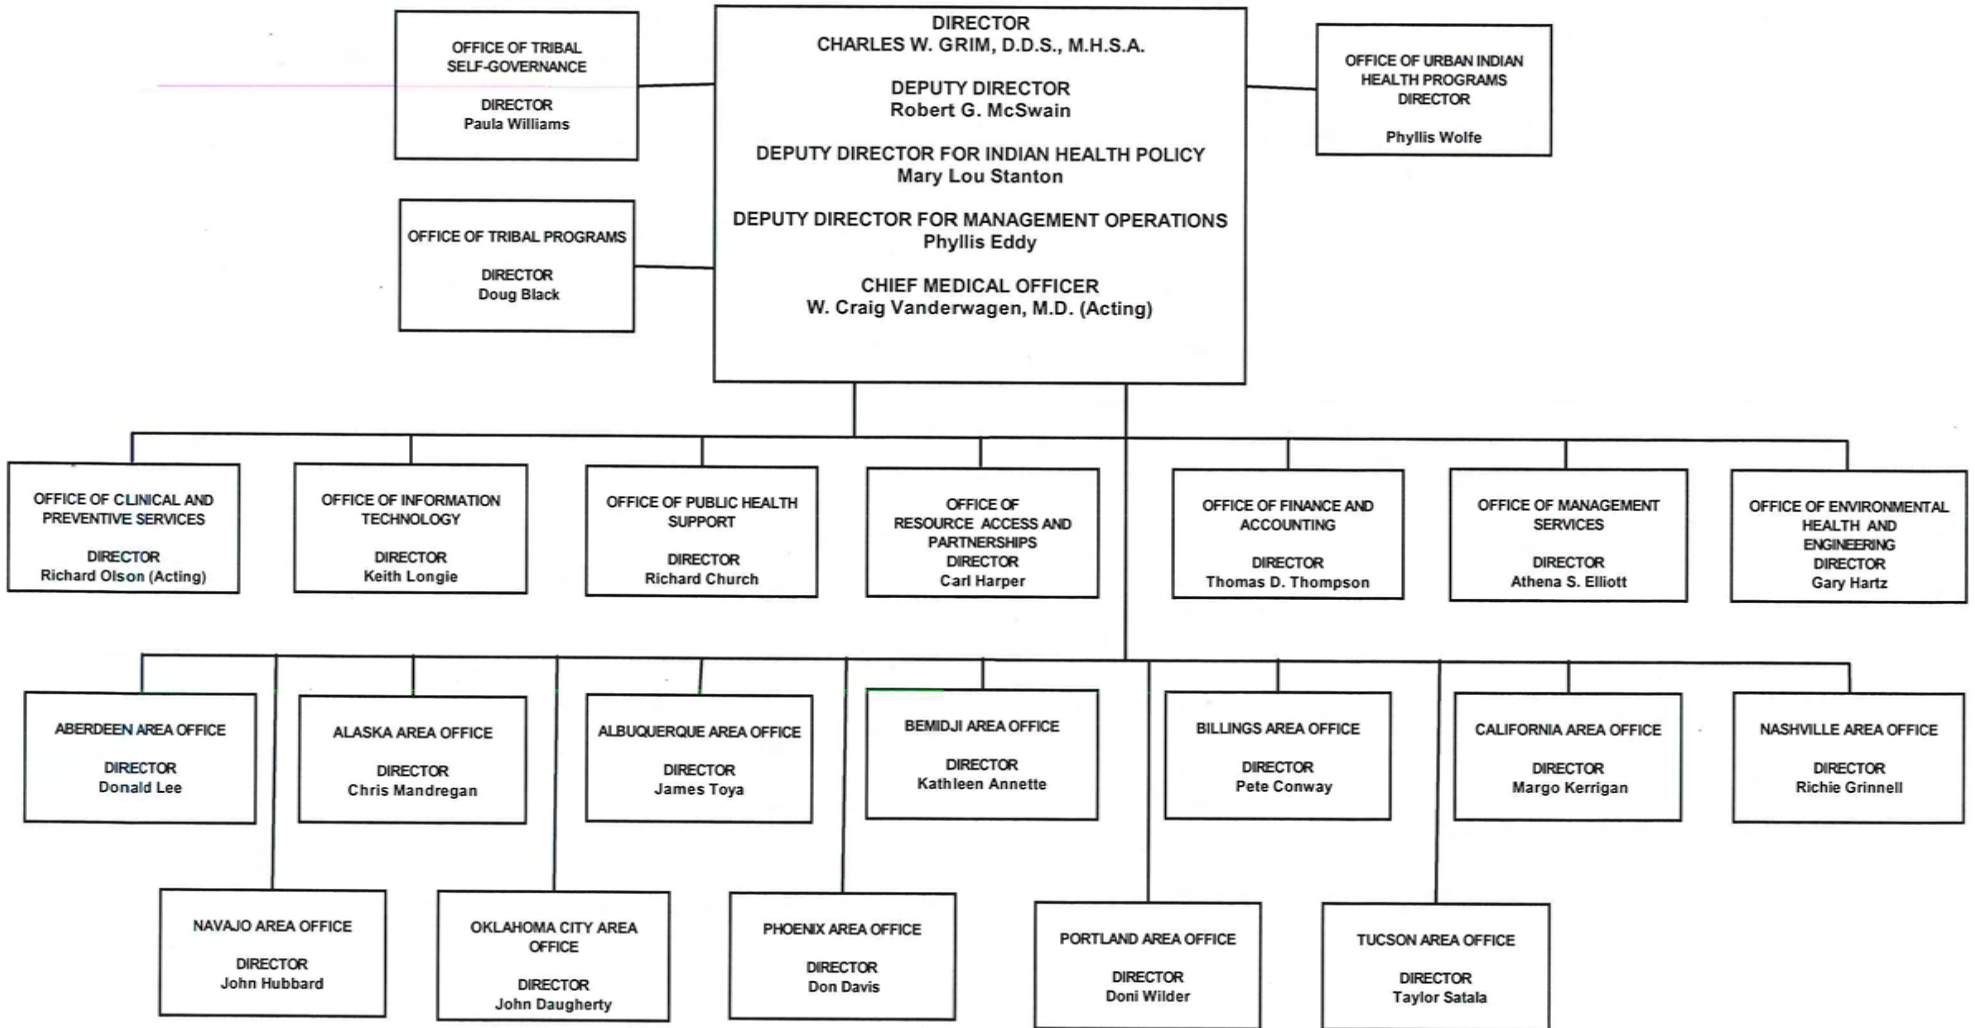 OFFICE OF TRIBAL
SELF-GOVERNANCE
DIRECTOR
Paula Williams
DIRECTOR
CHARLES W. GRIM, D.D.S., M.H.S.A.
DEPUTY DIRECTOR
Robert G. McSwain
DEPUTY DIRECTOR FOR INDIAN HEALTH POLICY
Mary Lou Stanton
DEPUTY DIRECTOR FOR MANAGEMENT OPERATIONS
Phyllis Eddy
CHIEF MEDICAL OFFICER
W. Craig Vanderwagen, M.D. (Acting)
OFFICE OF URBAN INDIAN
HEALTH PROGRAMS
DIRECTOR
Phyllis Wolfe
OFFICE OF TRIBAL PROGRAMS
DIRECTOR
Doug Black
OFFICE OF CLINICAL AND
PREVENTIVE SERVICES
DIRECTOR
Richard Olson (Acting)
OFFICE OF INFORMATION
TECHNOLOGY
DIRECTOR
Keith Longie
OFFICE OF PUBLIC HEALTH
SUPPORT
DIRECTOR
Richard Church
OFFICE OF
RESOURCE ACCESS AND
PARTNERSHIPS
DIRECTOR
Carl Harper
OFFICE OF FINANCE AND
ACCOUNTING
DIRECTOR
Thomas D. Thompson
OFFICE OF MANAGEMENT
SERVICES
DIRECTOR
Athena S. Elliott
OFFICE OF ENVIRONMENTAL
HEALTH AND
ENGINEERING
DIRECTOR
Gary Hartz
ABERDEEN AREA OFFICE
DIRECTOR
Donald Lee
ALASKA AREA OFFICE
DIRECTOR
Chris Mandregan
ALBUQUERQUE AREA OFFICE
DIRECTOR
James Toya
BEMIDJI AREA OFFICE
DIRECTOR
Kathleen Annette
BILLINGS AREA OFFICE
DIRECTOR
Pete Conway
CALIFORNIA AREA OFFICE
DIRECTOR
Margo Kerrigan
NASHVILLE AREA OFFICE
DIRECTOR
Richie Grinnell
NAVAJO AREA OFFICE
DIRECTOR
John Hubbard
OKLAHOMA CITY AREA
OFFICE
DIRECTOR
John Daugherty
PHOENIX AREA OFFICE
DIRECTOR
Don Davis
PORTLAND AREA OFFICE
DIRECTOR
Doni Wilder
TUCSON AREA OFFICE
DIRECTOR
Taylor Satala